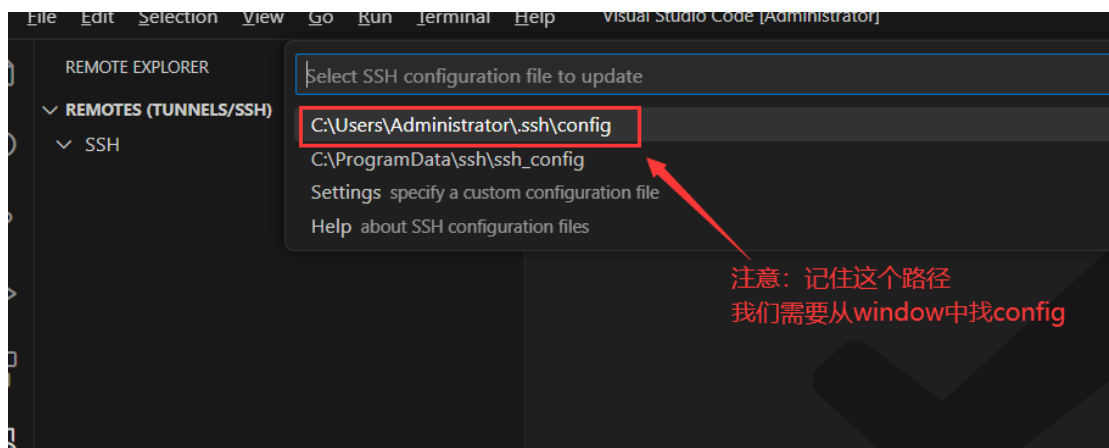 File Edit Selection View Go Run Terminal Help Visual Studio Code [Administrator]
REMOTE EXPLORER
Select SSH configuration file to update
REMOTES (TUNNELS/SSH)
C:\Users\Administrator\.ssh\config
SSH
C:\ProgramData\ssh\ssh_config
Settings specify a custom configuration file
Help about SSH configuration files
注意：记住这个路径
我们需要从window中找config